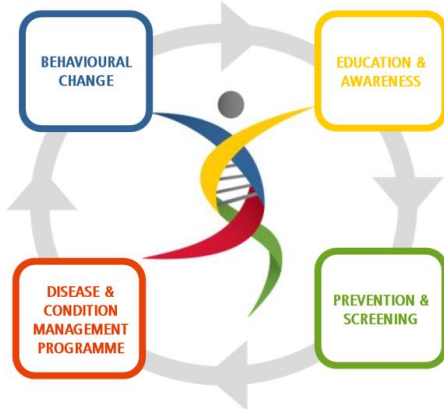 BEHAVIOURAL
CHANGE
EDUCATION &
AWARENESS
DISEASE &
CONDITION
MANAGEMENT
PROGRAMME
PREVENTION &
SCREENING